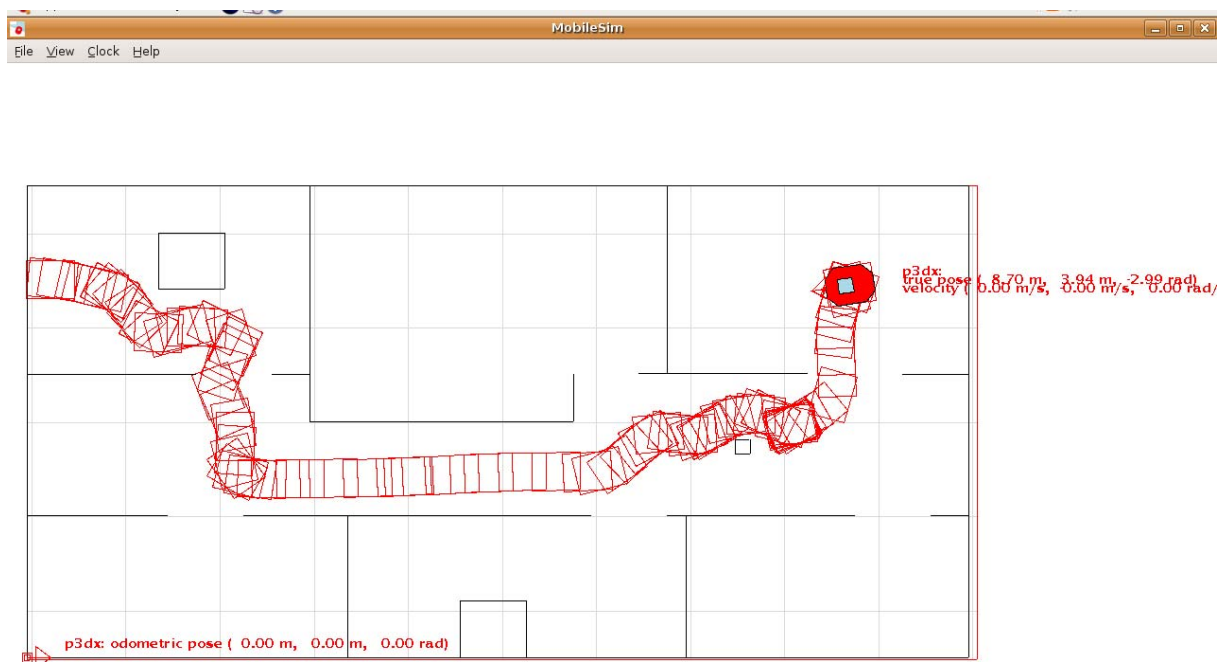 MobileSim
File View Clock Help
p3dx:
true pose ( 8.70 m, 3.94 m, -2.99 rad)
velocity ( 0.00 m/s, -0.00 m/s, 0.00 rad/
p3dx: odometric pose ( 0.00 m, 0.00 m, 0.00 rad)